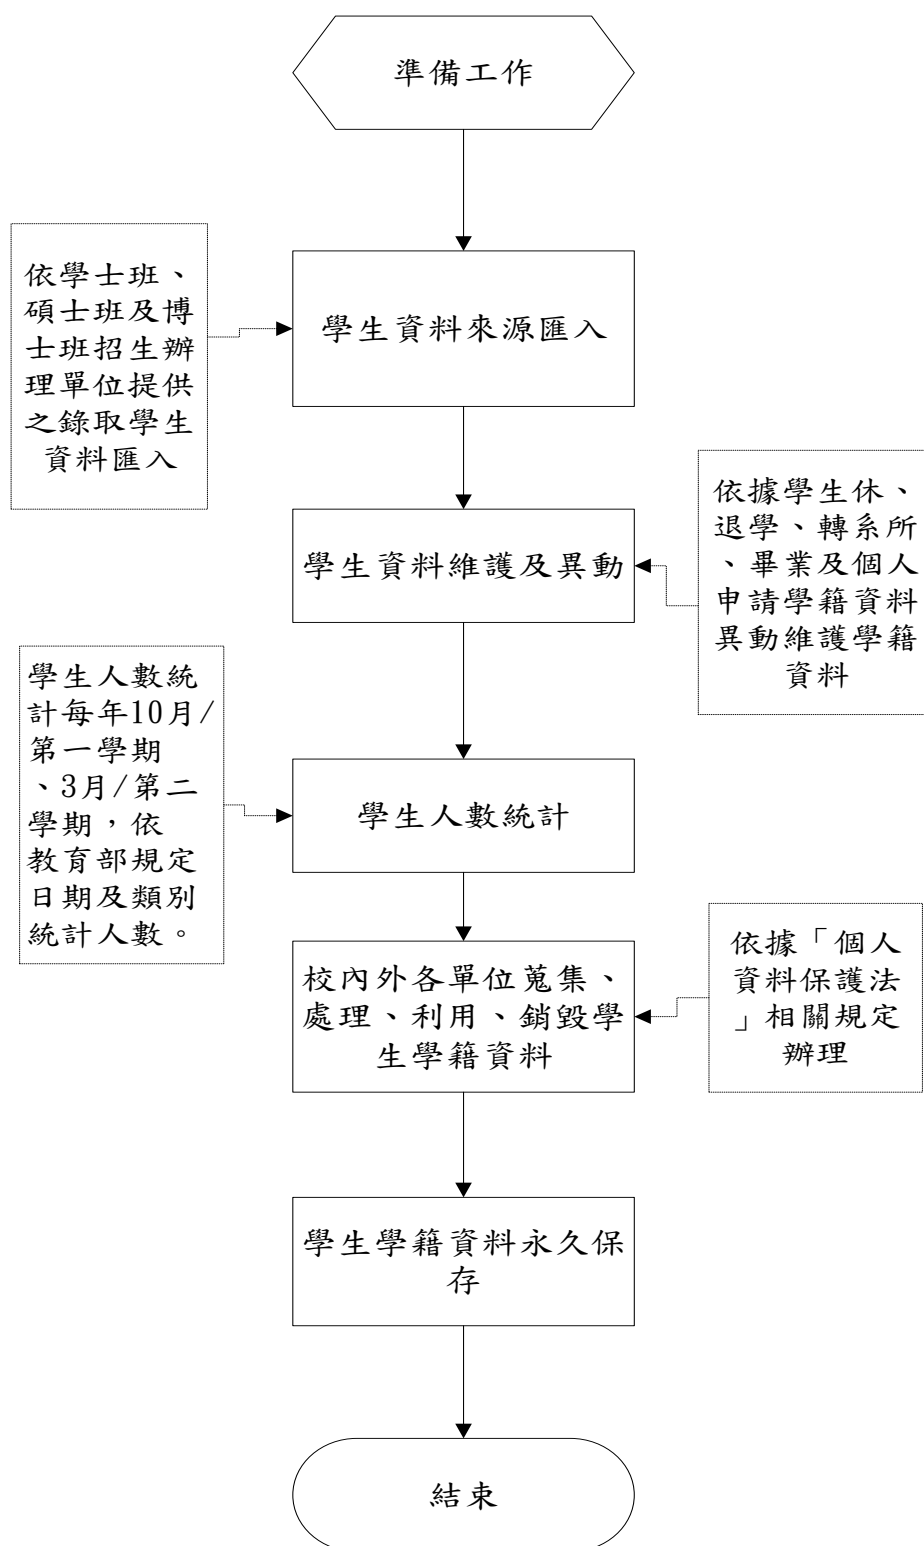 準備工作
依學士班、
碩士班及博
士班招生辦
理單位提供
之錄取學生
資料匯入
學生資料來源匯入
依據學生休、
退學、轉系所
、畢業及個人
申請學籍資料
異動維護學籍
資料
學生資料維護及異動
學生人數統
計每年10月/
第一學期
、3月/第二
學期，依
教育部規定
日期及類別
統計人數。
學生人數統計
校內外各單位蒐集、
處理、利用、銷毀學
生學籍資料
依據「個人
資料保護法
」相關規定
辦理
學生學籍資料永久保
存
結束